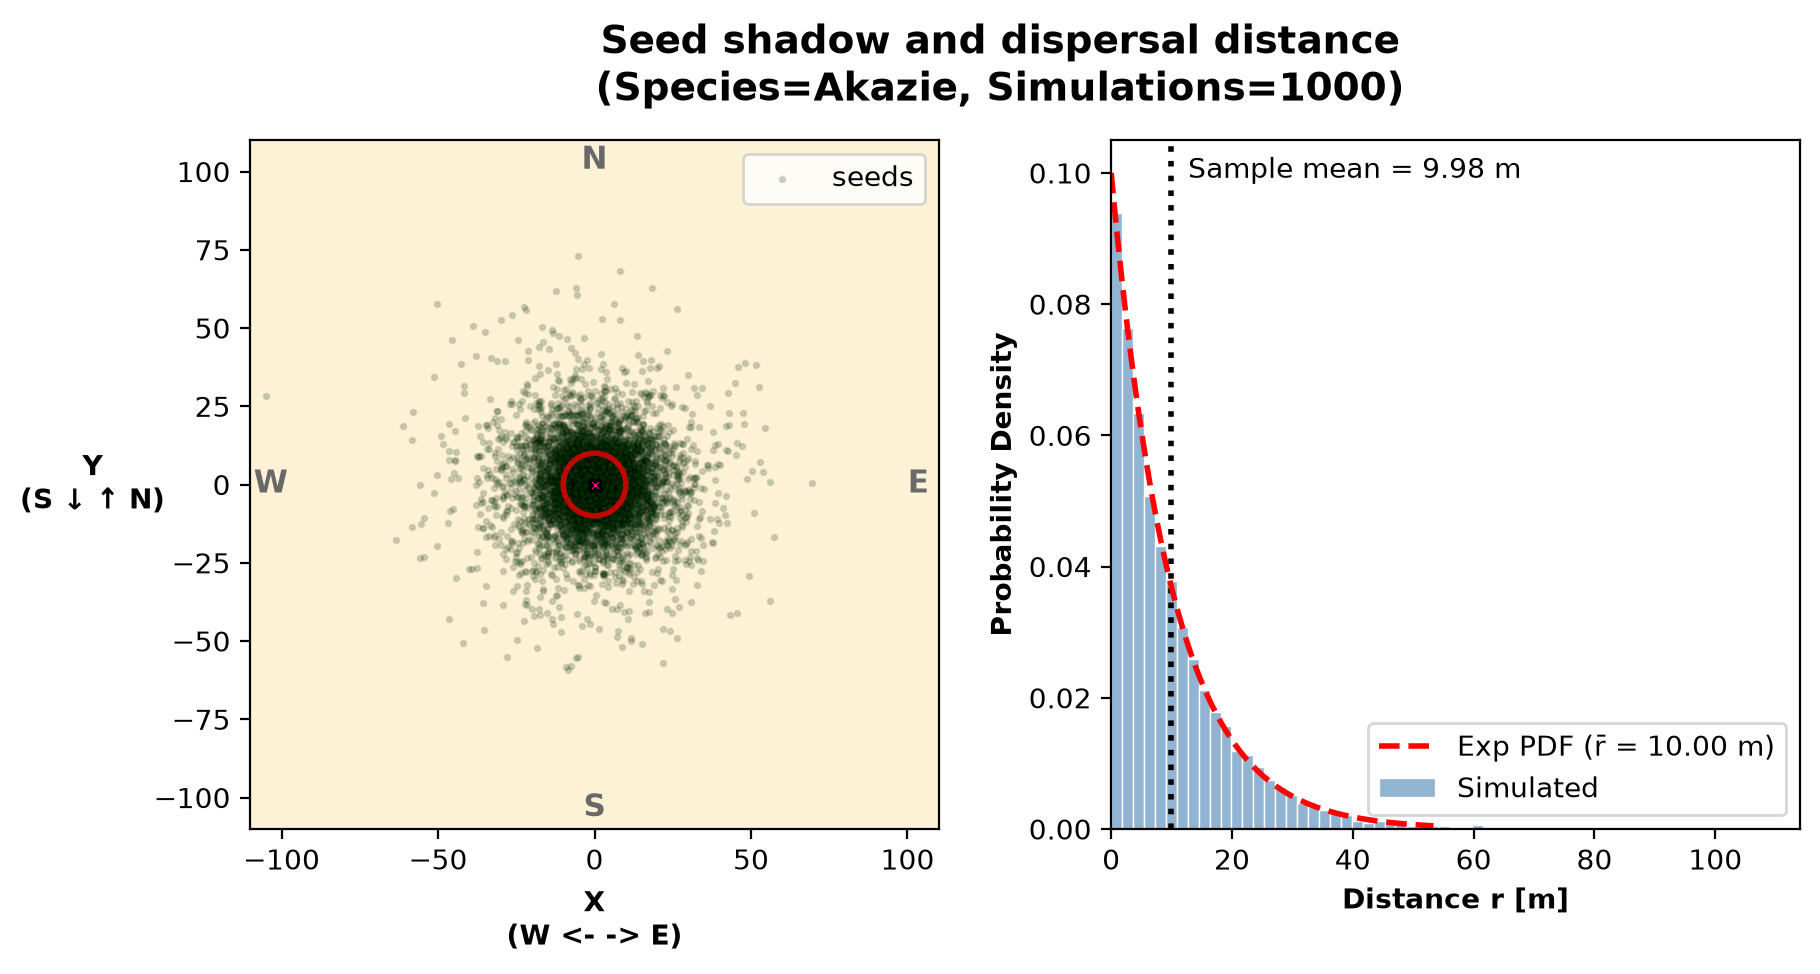 Seed shadow and dispersal distance
(Species=Akazie, Simulations=1000)
N
seeds
W
E
S
100
75
50
25
0
−25
−50
−75
−100
Y
(S ↓ ↑ N)
−100
−50
0
50
100
X
(W <- -> E)
Sample mean = 9.98 m
0.10
0.08
0.06
0.04
0.02
0.00
Probability Density
Exp PDF (r̄ = 10.00 m)
Simulated
0
20
40
60
80
100
Distance r [m]